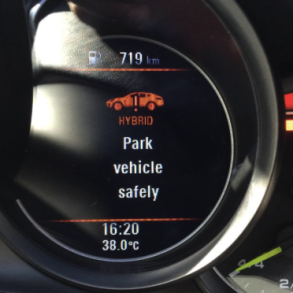 719 km
HYBRID
Park
vehicle
safely
16:20
38.0°C